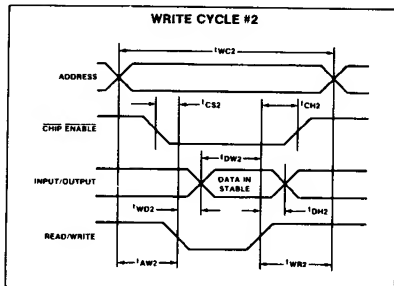 WRITE CYCLE #2
tWC2
ADDRESS
tCS2
tCH2
CHIP ENABLE
tDW2
INPUT/OUTPUT
DATA IN
STABLE
tWD2
tDH2
READ/WRITE
tAW2
tWR2